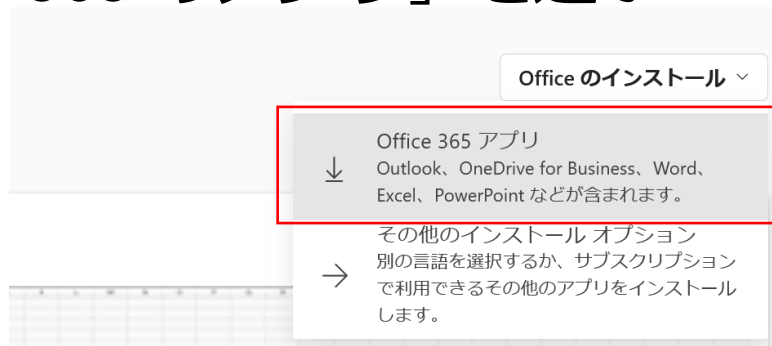 Office のインストール
Office 365 アプリ
Outlook、OneDrive for Business、Word、
Excel、PowerPoint などが含まれます。
その他のインストール オプション
別の言語を選択するか、サブスクリプション
で利用できるその他のアプリをインストール
します。